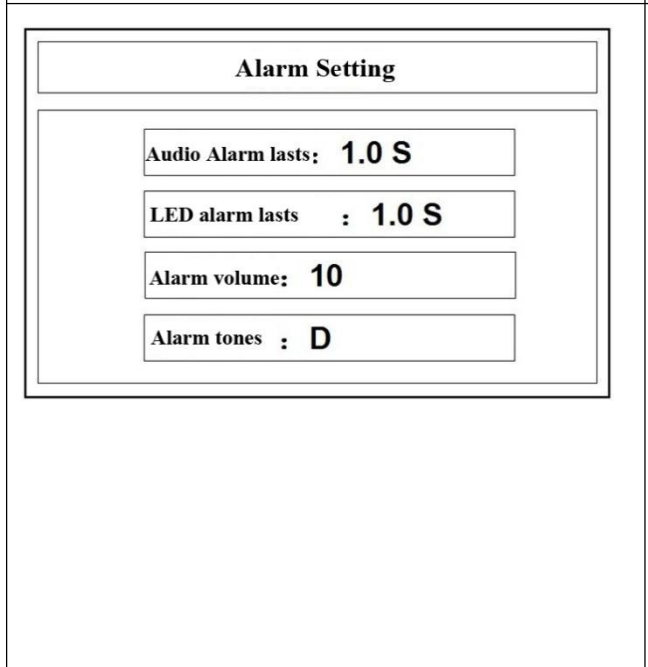 Alarm Setting
Audio Alarm lasts： 1.0 S
LED alarm lasts ： 1.0 S
Alarm volume： 10
Alarm tones ： D